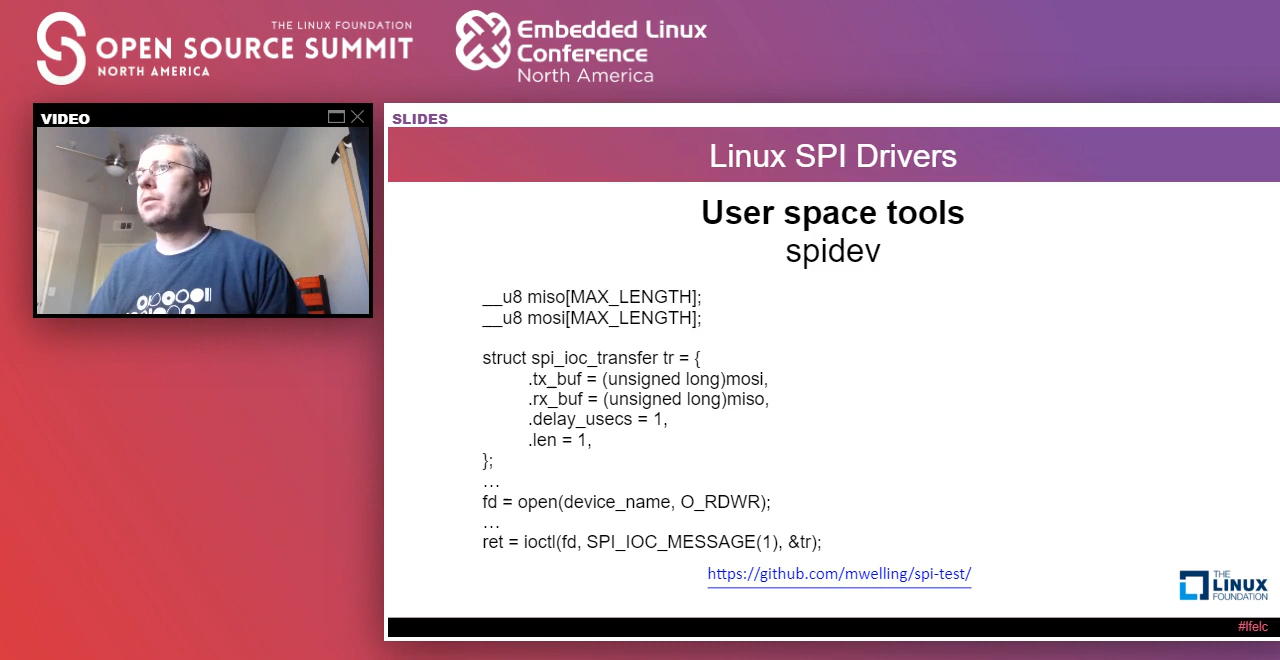 THE LINUX FOUNDATION
OPEN SOURCE SUMMIT
NORTH AMERICA
Embedded Linux
Conference
North America
VIDEO
SLIDES
Linux SPI Drivers
User space tools
spidev
__u8 miso[MAX_LENGTH];
__u8 mosi[MAX_LENGTH];
struct spi_ioc_transfer tr = {
.tx_buf = (unsigned long)mosi,
.rx_buf = (unsigned long)miso,
.delay_usecs = 1,
.len = 1,
};
…
fd = open(device_name, O_RDWR);
…
ret = ioctl(fd, SPI_IOC_MESSAGE(1), &tr);
https://github.com/mwelling/spi-test/
THE
LINUX
FOUNDATION
#lfelc